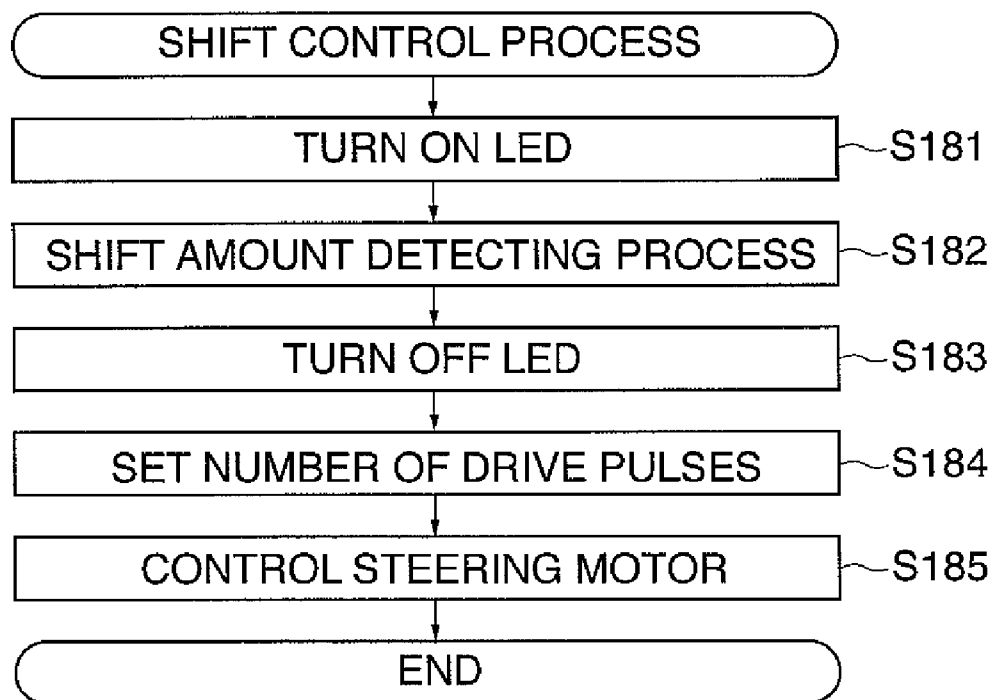 SHIFT CONTROL PROCESS
TURN ON LED
S181
SHIFT AMOUNT DETECTING PROCESS
S182
TURN OFF LED
S183
SET NUMBER OF DRIVE PULSES
S184
CONTROL STEERING MOTOR
S185
END